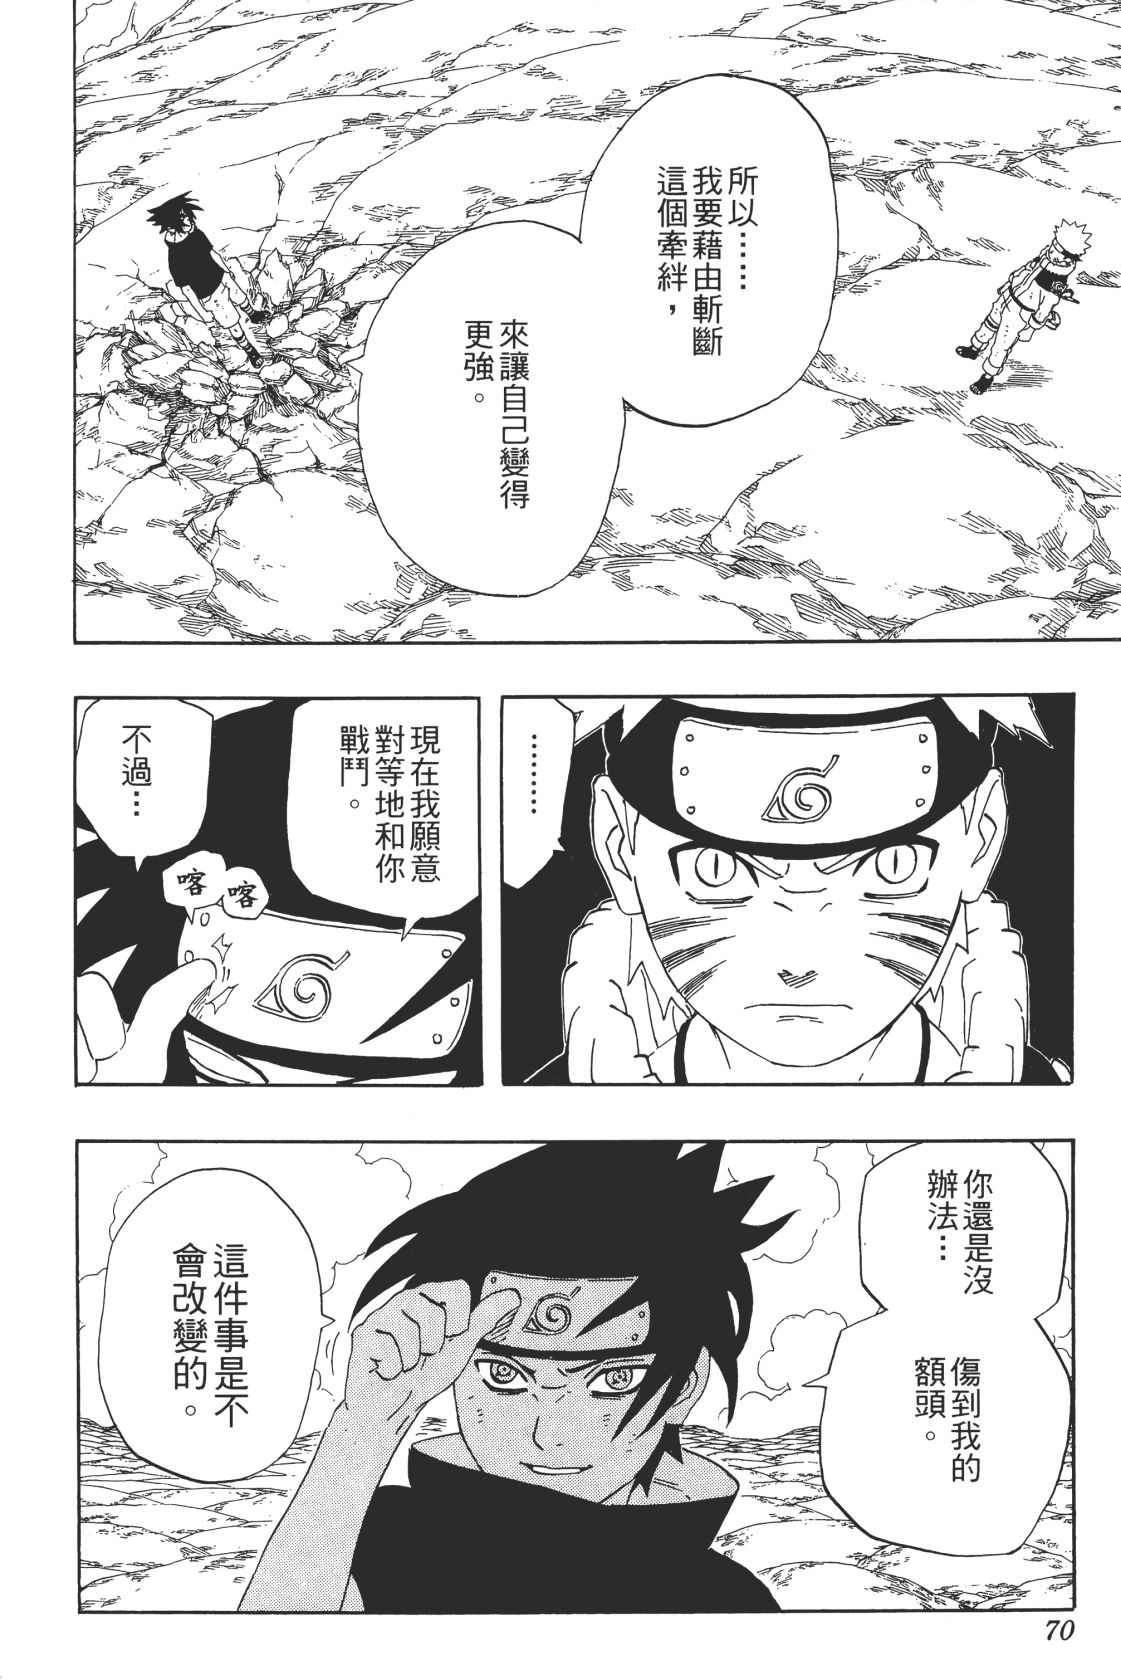 所以……
我要藉由斬斷
這個牽絆，
來讓自己變得
更強。
………
現在我願意
對等地和你
戰鬥。
喀
喀
不過…
你還是沒
辦法…
傷到我的
額頭。
這件事是不
會改變的。
70